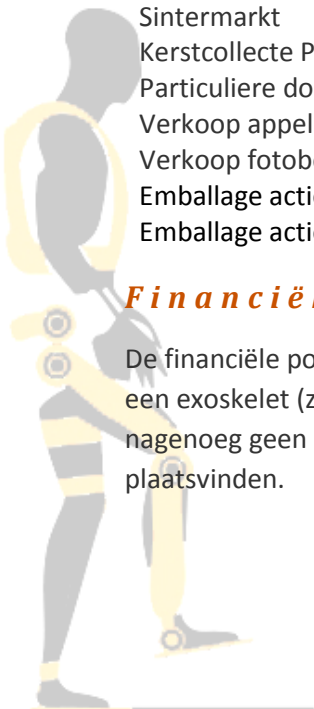 Sintermarkt
Kerstcollecte P
Particuliere do
Verkoop appel
Verkoop fotob
Emballage acti
Emballage acti
Financië
De financiële po
een exoskelet (z
nagenoeg geen
plaatsvinden.